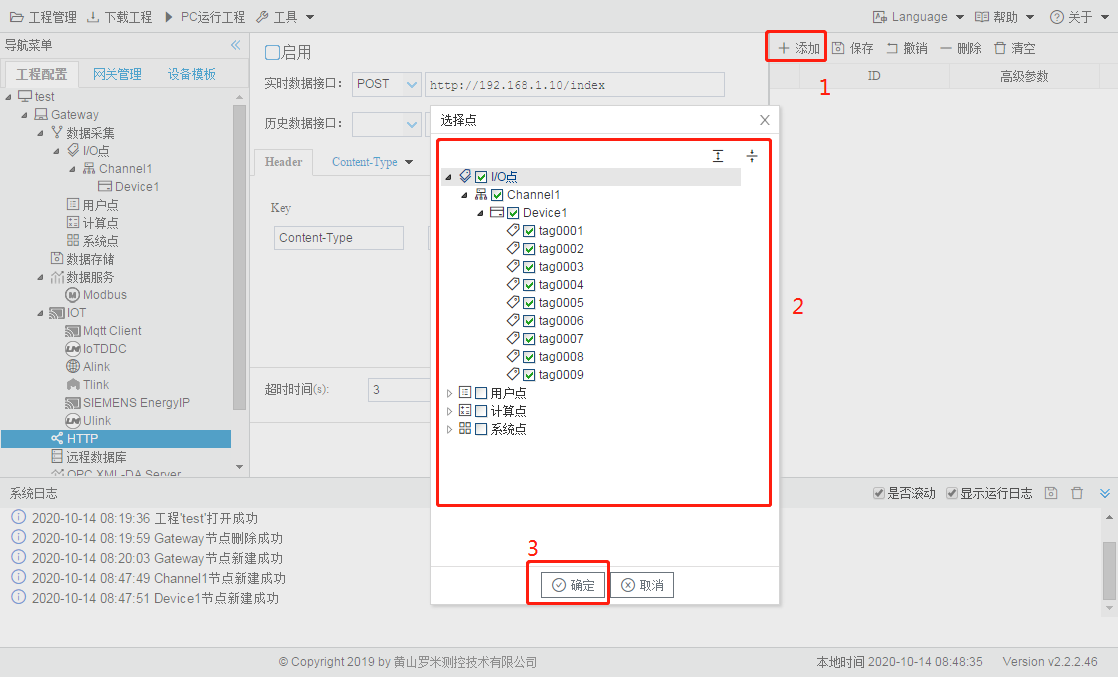 工程管理 下载工程 PC运行工程 工具 Language 帮助 关于
导航菜单
工程配置 网关管理 设备模板
test
Gateway
数据采集
I/O点
Channel1
Device1
用户点
计算点
系统点
数据存储
数据服务
Modbus
IOT
Mqtt Client
IoTDDC
Alink
Tlink
SIEMENS EnergyIP
Ulink
HTTP
远程数据库
OPC XML-DA Server
启用
实时数据接口: POST http://192.168.1.10/index
历史数据接口:
Header Content-Type
Key
Content-Type
超时时间(s): 3
添加 保存 撤销 删除 清空
1
ID 高级参数
选择点
I/O点
Channel1
Device1
tag0001
tag0002
tag0003
tag0004
tag0005
tag0006
tag0007
tag0008
tag0009
用户点
计算点
系统点
2
3
确定 取消
系统日志 是否滚动 显示运行日志
2020-10-14 08:19:36 工程'test'打开成功
2020-10-14 08:19:59 Gateway节点删除成功
2020-10-14 08:20:03 Gateway节点新建成功
2020-10-14 08:47:49 Channel1节点新建成功
2020-10-14 08:47:51 Device1节点新建成功
© Copyright 2019 by 黄山罗米测控技术有限公司 本地时间 2020-10-14 08:48:35 Version v2.2.2.46